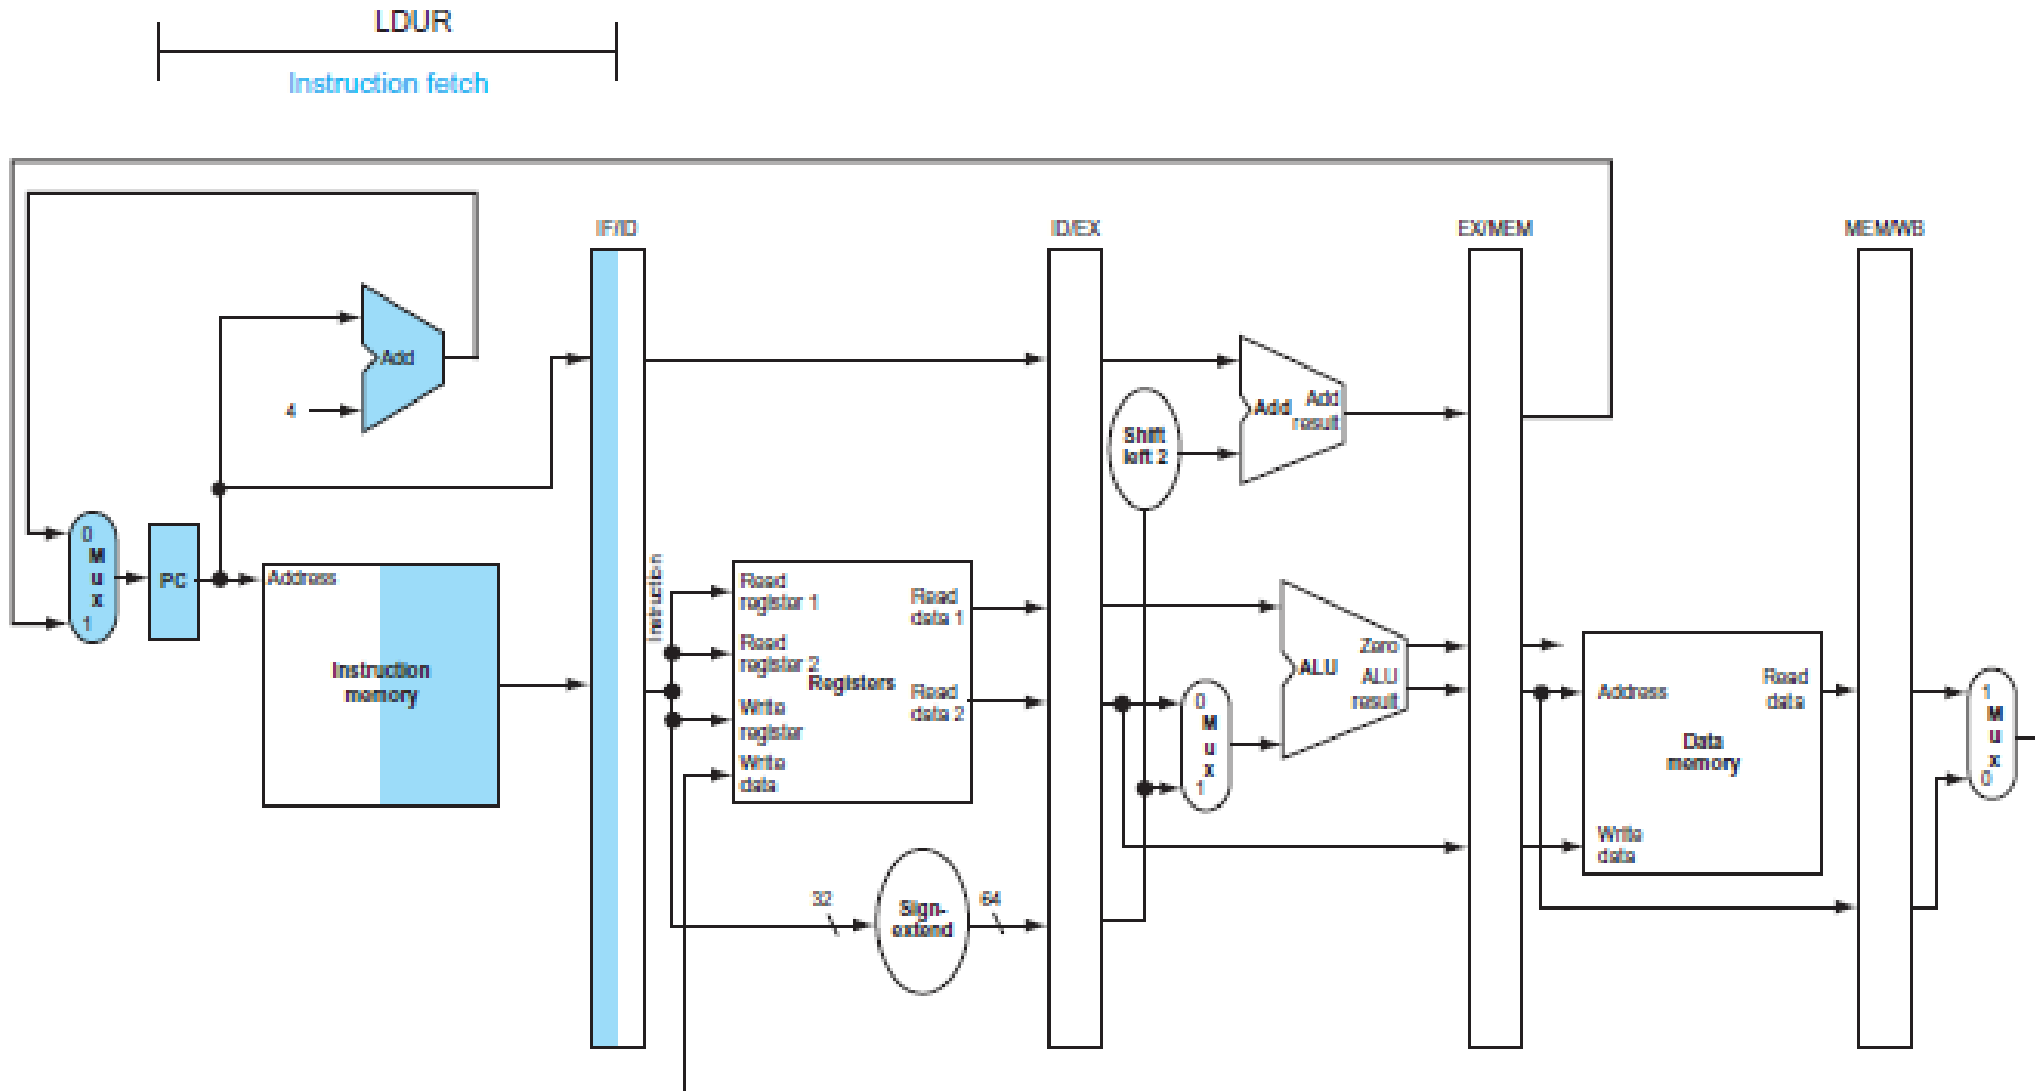 LDUR
Instruction fetch
IF/ID
ID/EX
EX/MEM
MEM/WB
Add
4
Shift
left 2
Add
Add
result
0
M
u
x
1
PC
Address
Instruction
memory
Instruction
Read
register 1
Read
register 2
Write
register
Write
data
Registers
Read
data 1
Read
data 2
32
Sign-
extend
64
0
M
u
x
1
ALU
Zero
ALU
result
Address
Write
data
Data
memory
Read
data
1
M
u
x
0